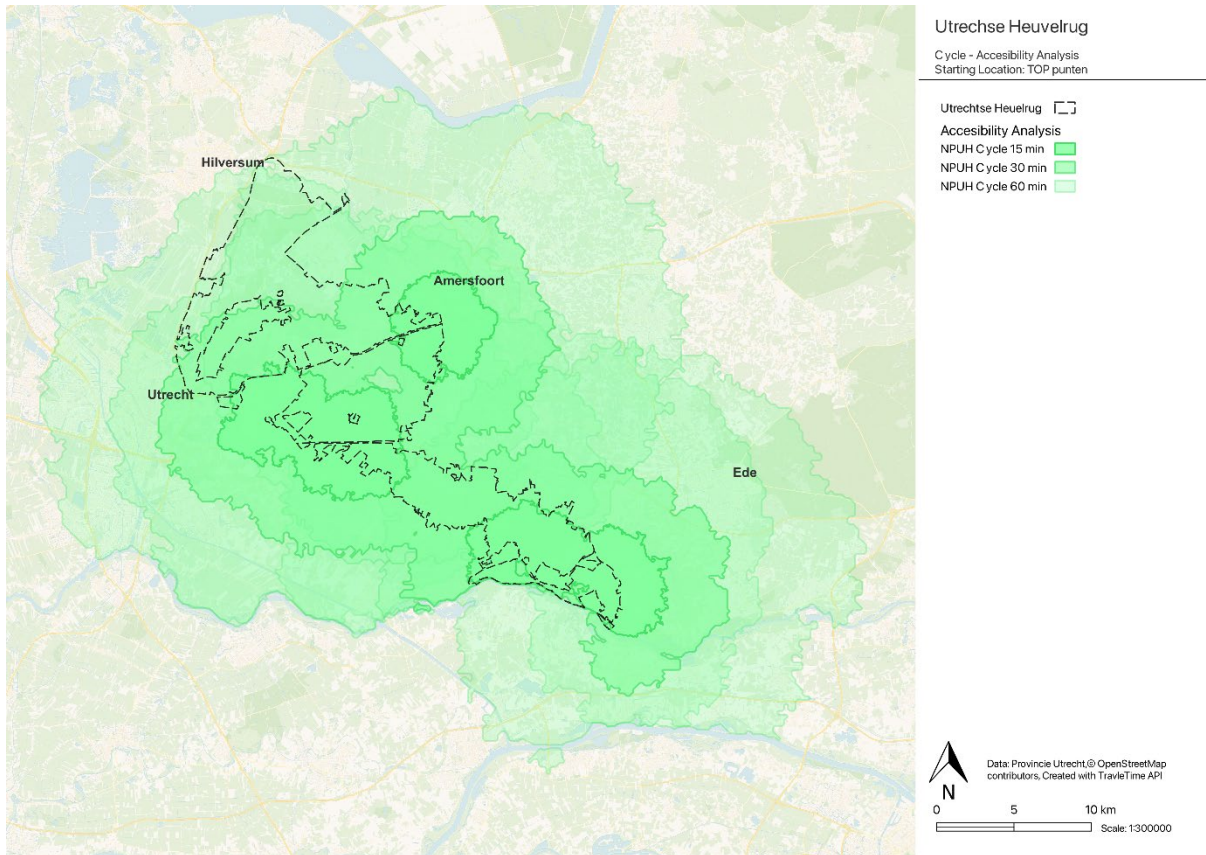 Utrechse Heuvelrug
Cycle - Accesibility Analysis
Starting Location: TOP punten
Utrechtse Heuelrug
Accesibility Analysis
NPUH Cycle 15 min
NPUH Cycle 30 min
NPUH Cycle 60 min
Hilversum
Amersfoort
Utrecht
Ede
N
Data: Provincie Utrecht,© OpenStreetMap
contributors, Created with TravleTime API
0 5 10 km
Scale: 1:300000